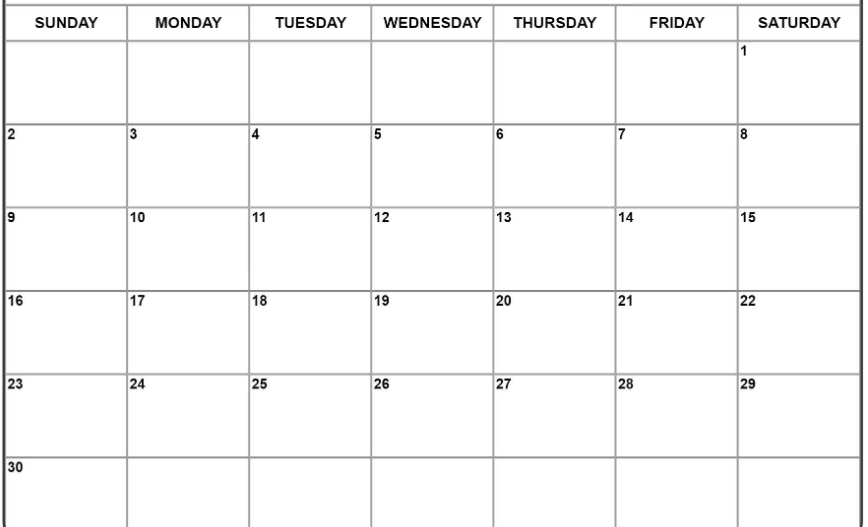 SUNDAY MONDAY TUESDAY WEDNESDAY THURSDAY FRIDAY SATURDAY
1
2 3 4 5 6 7 8
9 10 11 12 13 14 15
16 17 18 19 20 21 22
23 24 25 26 27 28 29
30